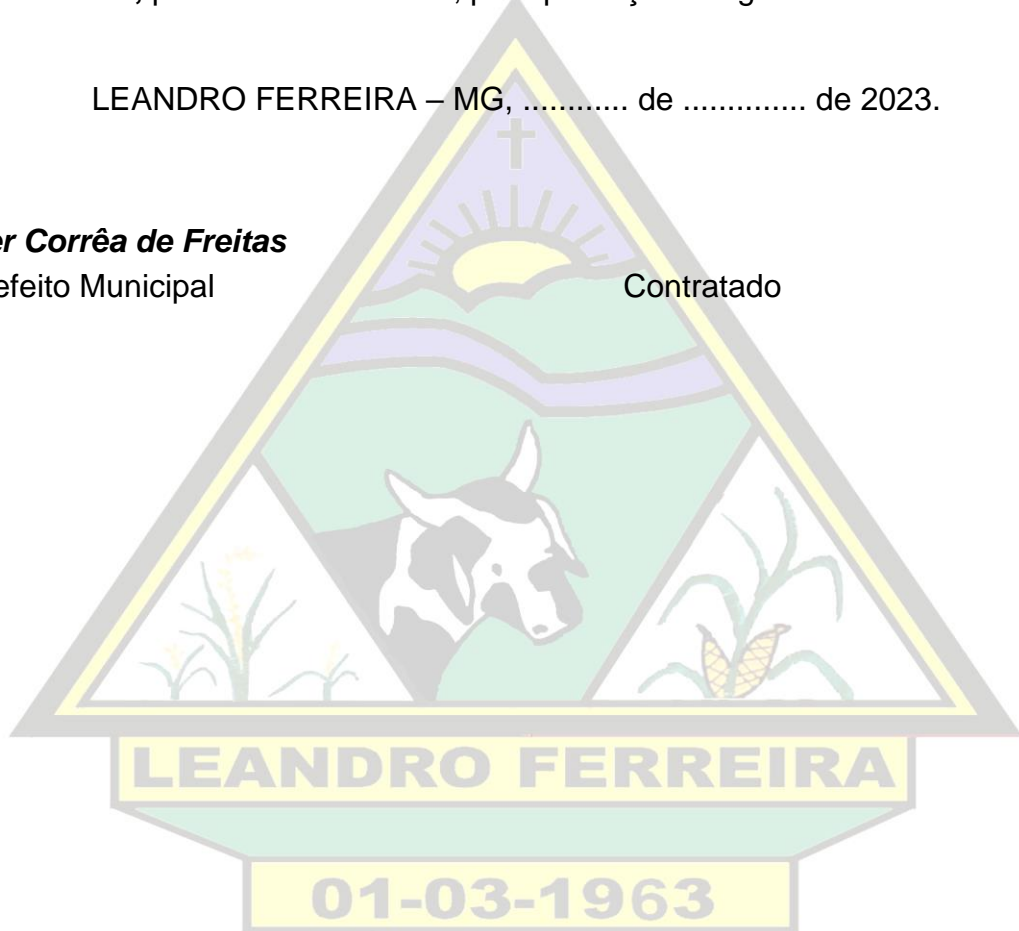 LEANDRO FERREIRA – MG, ............ de .............. de 2023.
er Corrêa de Freitas
efeito Municipal Contratado
LEANDRO FERREIRA
01-03-1963